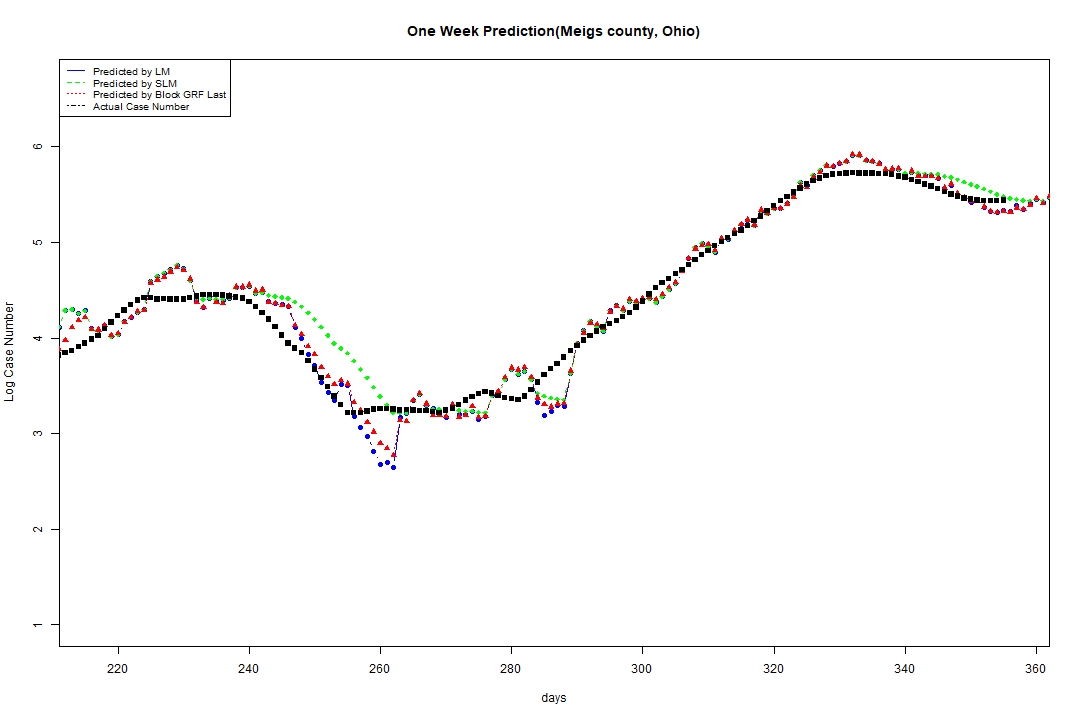 One Week Prediction(Meigs county, Ohio)
Predicted by LM
Predicted by SLM
Predicted by Block GRF Last
Actual Case Number
6
5
4
3
2
1
Log Case Number
220 240 260 280 300 320 340 360
days